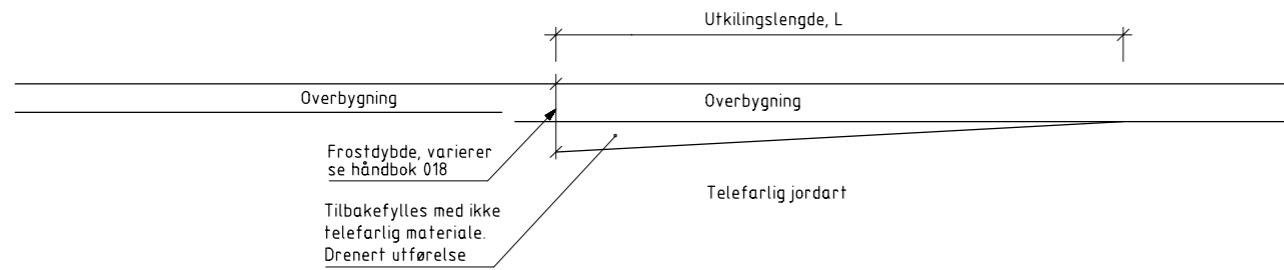 Utkilingslengde, L
Overbygning
Overbygning
Frostdybde, varierer
se håndbok 018
Telefarlig jordart
Tilbakefylles med ikke
telefarlig materiale.
Drenert utførelse